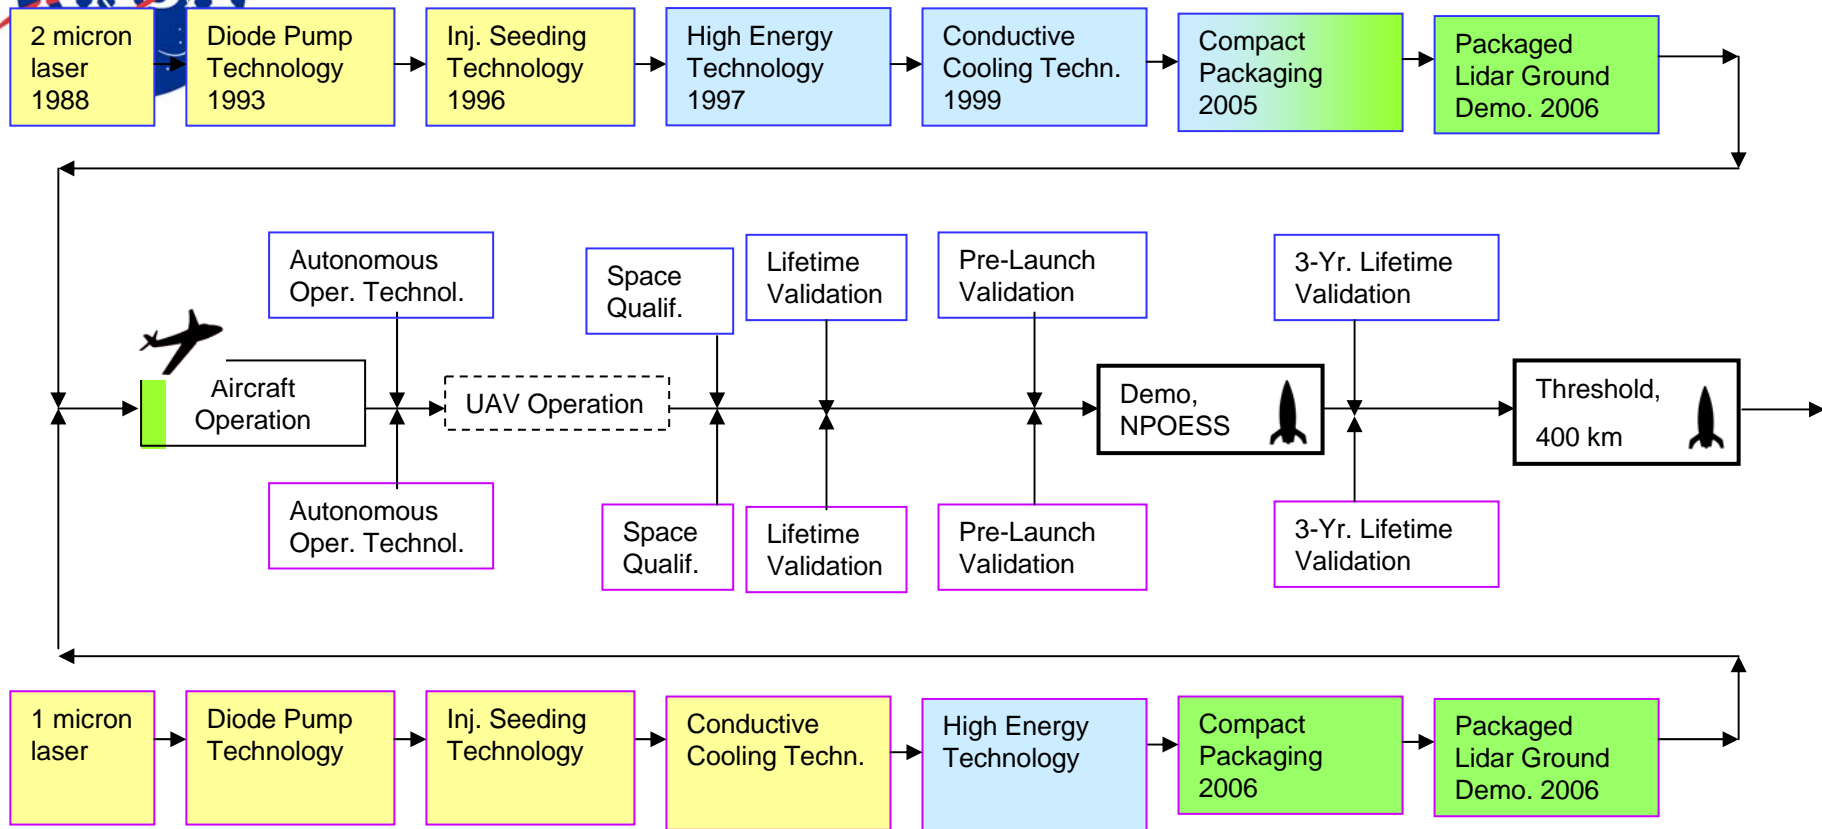 2 micron
laser
1988
Diode Pump
Technology
1993
Inj. Seeding
Technology
1996
High Energy
Technology
1997
Conductive
Cooling Techn.
1999
Compact
Packaging
2005
Packaged
Lidar Ground
Demo. 2006
Autonomous
Oper. Technol.
Space
Qualif.
Lifetime
Validation
Pre-Launch
Validation
3-Yr. Lifetime
Validation
Aircraft
Operation
UAV Operation
Demo,
NPOESS
Threshold,
400 km
Autonomous
Oper. Technol.
Space
Qualif.
Lifetime
Validation
Pre-Launch
Validation
3-Yr. Lifetime
Validation
1 micron
laser
Diode Pump
Technology
Inj. Seeding
Technology
Conductive
Cooling Techn.
High Energy
Technology
Compact
Packaging
2006
Packaged
Lidar Ground
Demo. 2006